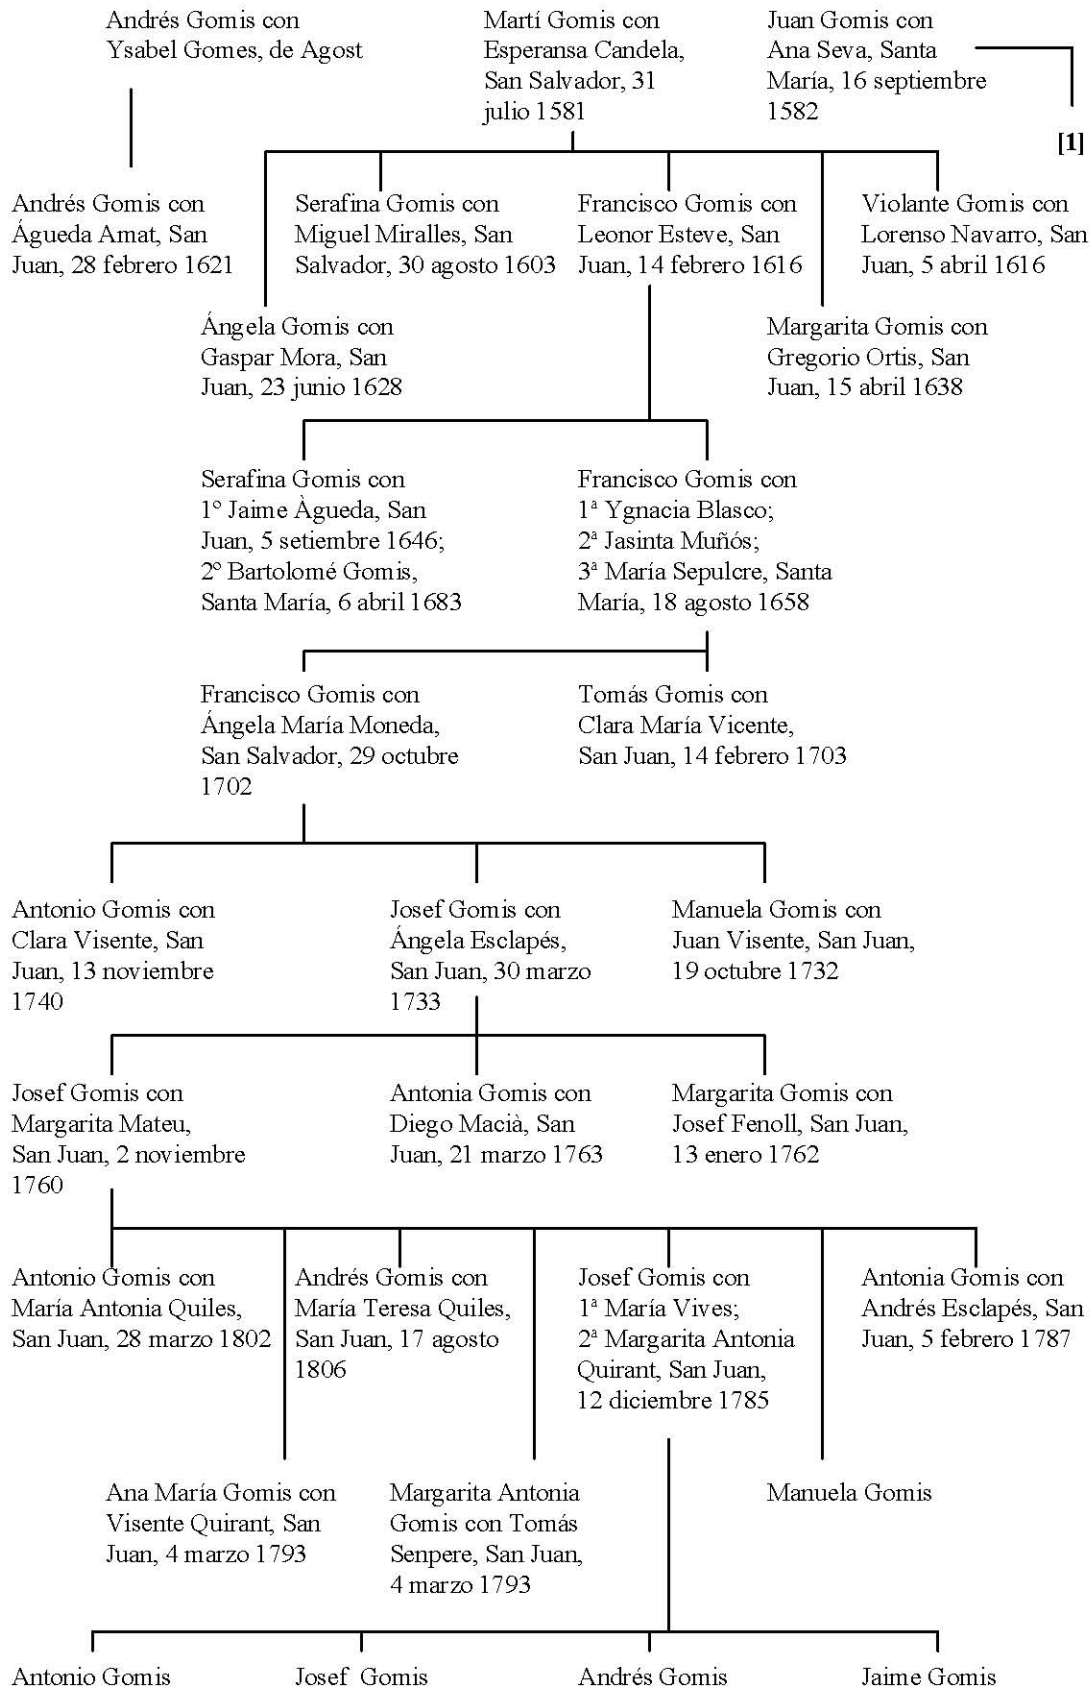 Andrés Gomis con
Ysabel Gomes, de Agost
Martí Gomis con
Esperansa Candela,
San Salvador, 31
julio 1581
Juan Gomis con
Ana Seva, Santa
María, 16 septiembre
1582
[1]
Andrés Gomis con
Águeda Amat, San
Juan, 28 febrero 1621
Serafina Gomis con
Miguel Miralles, San
Salvador, 30 agosto 1603
Francisco Gomis con
Leonor Esteve, San
Juan, 14 febrero 1616
Violante Gomis con
Lorenso Navarro, San
Juan, 5 abril 1616
Ángela Gomis con
Gaspar Mora, San
Juan, 23 junio 1628
Margarita Gomis con
Gregorio Ortis, San
Juan, 15 abril 1638
Serafina Gomis con
1º Jaime Àgueda, San
Juan, 5 setiembre 1646;
2º Bartolomé Gomis,
Santa María, 6 abril 1683
Francisco Gomis con
1ª Ygnacia Blasco;
2ª Jasinta Muñós;
3ª María Sepulcre, Santa
María, 18 agosto 1658
Francisco Gomis con
Ángela María Moneda,
San Salvador, 29 octubre
1702
Tomás Gomis con
Clara María Vicente,
San Juan, 14 febrero 1703
Antonio Gomis con
Clara Visente, San
Juan, 13 noviembre
1740
Josef Gomis con
Ángela Esclapés,
San Juan, 30 marzo
1733
Manuela Gomis con
Juan Visente, San Juan,
19 octubre 1732
Josef Gomis con
Margarita Mateu,
San Juan, 2 noviembre
1760
Antonia Gomis con
Diego Macià, San
Juan, 21 marzo 1763
Margarita Gomis con
Josef Fenoll, San Juan,
13 enero 1762
Antonio Gomis con
María Antonia Quiles,
San Juan, 28 marzo 1802
Andrés Gomis con
María Teresa Quiles,
San Juan, 17 agosto
1806
Josef Gomis con
1ª María Vives;
2ª Margarita Antonia
Quirant, San Juan,
12 diciembre 1785
Antonia Gomis con
Andrés Esclapés, San
Juan, 5 febrero 1787
Ana María Gomis con
Visente Quirant, San
Juan, 4 marzo 1793
Margarita Antonia
Gomis con Tomás
Senpere, San Juan,
4 marzo 1793
Manuela Gomis
Antonio Gomis
Josef Gomis
Andrés Gomis
Jaime Gomis